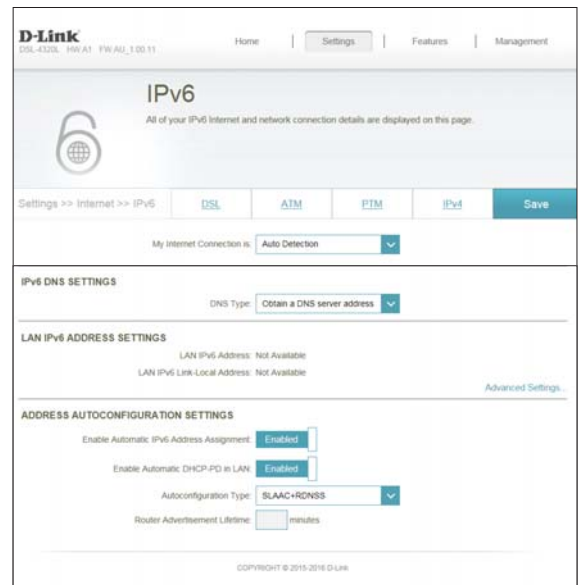 D-Link
DSL-4320L HW:A1 FW:AU_1.00.11
Home | Settings | Features | Management
IPv6
All of your IPv6 Internet and network connection details are displayed on this page.
Settings >> Internet >> IPv6 DSL ATM PTM IPv4 Save
My Internet Connection is: Auto Detection
IPv6 DNS SETTINGS
DNS Type: Obtain a DNS server address
LAN IPv6 ADDRESS SETTINGS
LAN IPv6 Address: Not Available
LAN IPv6 Link-Local Address: Not Available
Advanced Settings...
ADDRESS AUTOCONFIGURATION SETTINGS
Enable Automatic IPv6 Address Assignment: Enabled
Enable Automatic DHCP-PD in LAN: Enabled
Autoconfiguration Type: SLAAC+RDNSS
Router Advertisement Lifetime: minutes
COPYRIGHT © 2015-2016 D-Link